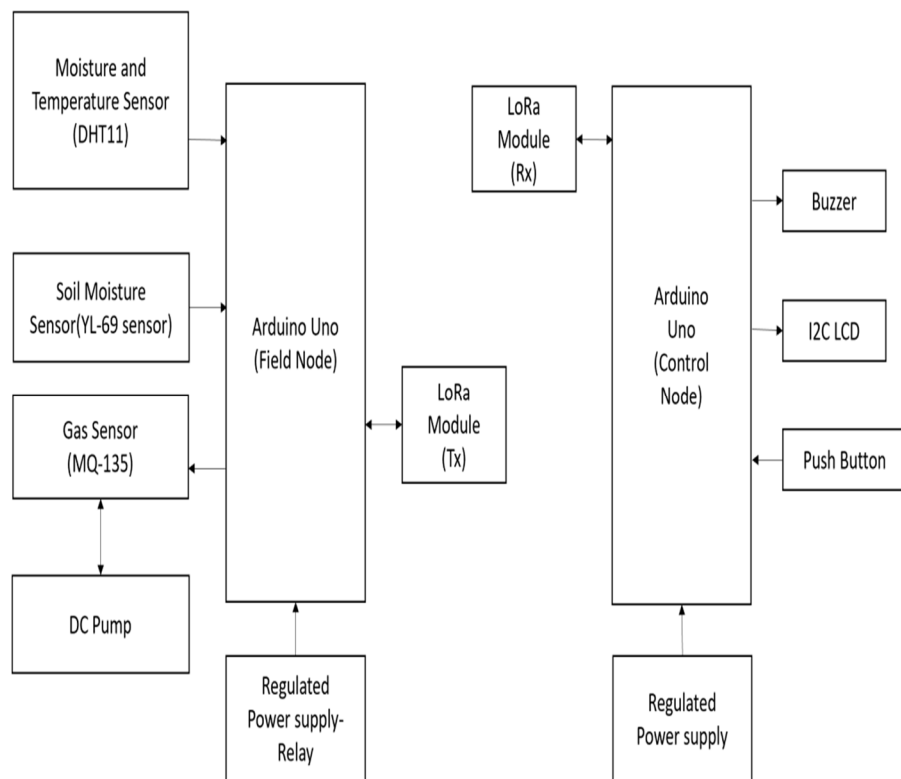 Moisture and
Temperature Sensor
(DHT11)
Soil Moisture
Sensor(YL-69 sensor)
Gas Sensor
(MQ-135)
DC Pump
Arduino Uno
(Field Node)
Regulated
Power supply-
Relay
LoRa
Module
(Tx)
LoRa
Module
(Rx)
Arduino
Uno
(Control
Node)
Regulated
Power supply
Buzzer
I2C LCD
Push Button